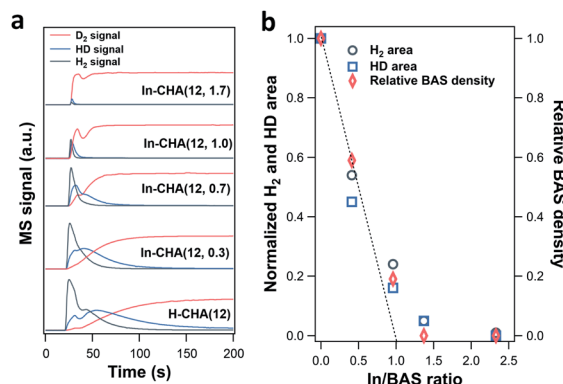 a
D2 signal
HD signal
H2 signal
In-CHA(12, 1.7)
In-CHA(12, 1.0)
In-CHA(12, 0.7)
In-CHA(12, 0.3)
H-CHA(12)
MS signal (a.u.)
0
50
100
150
200
Time (s)
b
H2 area
HD area
Relative BAS density
Normalized H2 and HD area
1.0
0.8
0.6
0.4
0.2
0.0
1.0
0.8
0.6
0.4
0.2
0.0
Relative BAS density
0.0
0.5
1.0
1.5
2.0
2.5
In/BAS ratio